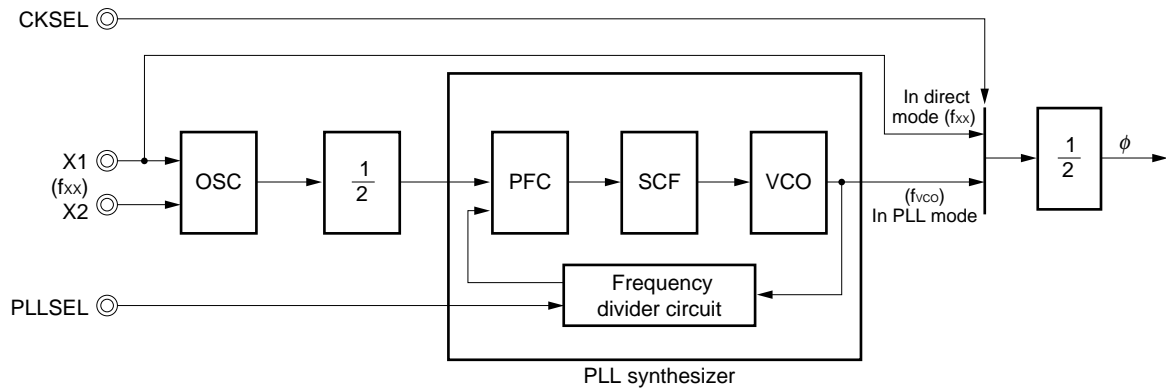 CKSEL
In direct
mode (fxx)
X1
(fxx)
X2
OSC
1
2
PFC
SCF
VCO
(fVCO)
In PLL mode
1
2
ϕ
PLLSEL
Frequency
divider circuit
PLL synthesizer